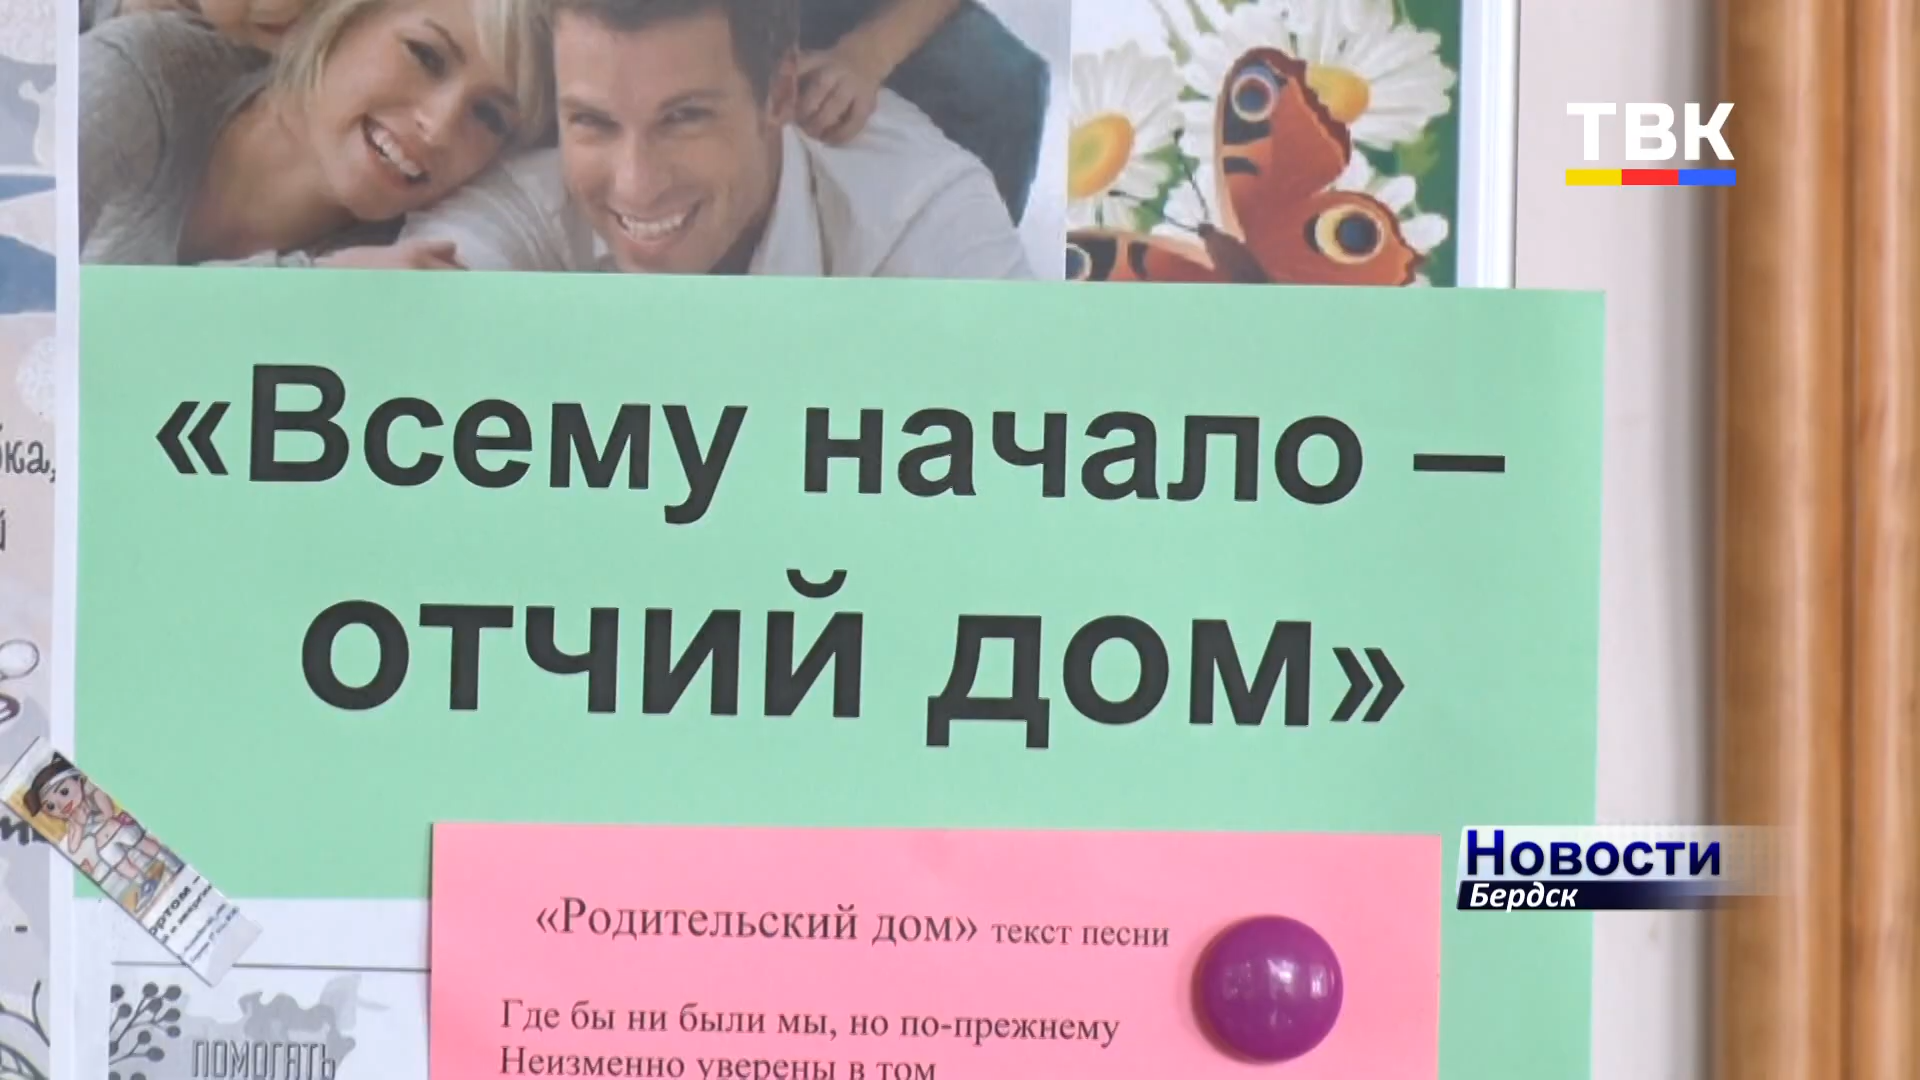 ТВК
«Всему начало –
отчий дом»
Новости
Бердск
«Родительский дом» текст песни
Где бы ни были мы, но по-прежнему
Неизменно уверены в том
ПОМОГАТЬ